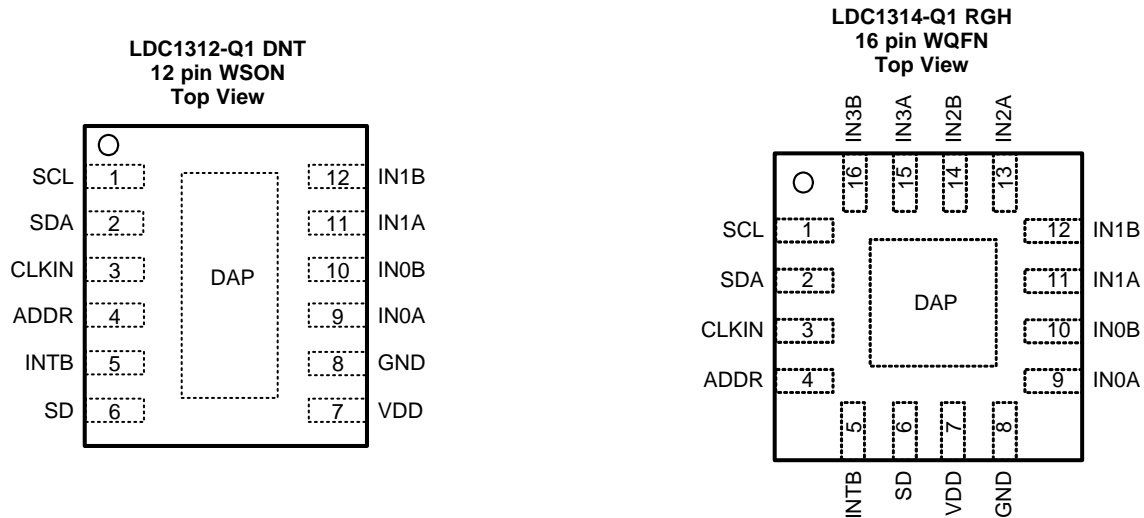 LDC1312-Q1 DNT
12 pin WSON
Top View
SCL 1 12 IN1B
SDA 2 11 IN1A
CLKIN 3 10 IN0B
DAP
ADDR 4 9 IN0A
INTB 5 8 GND
SD 6 7 VDD
LDC1314-Q1 RGH
16 pin WQFN
Top View
IN3B IN3A IN2B IN2A
16 15 14 13
SCL 1 12 IN1B
SDA 2 11 IN1A
DAP
CLKIN 3 10 IN0B
ADDR 4 9 IN0A
5 6 7 8
INTB SD VDD GND